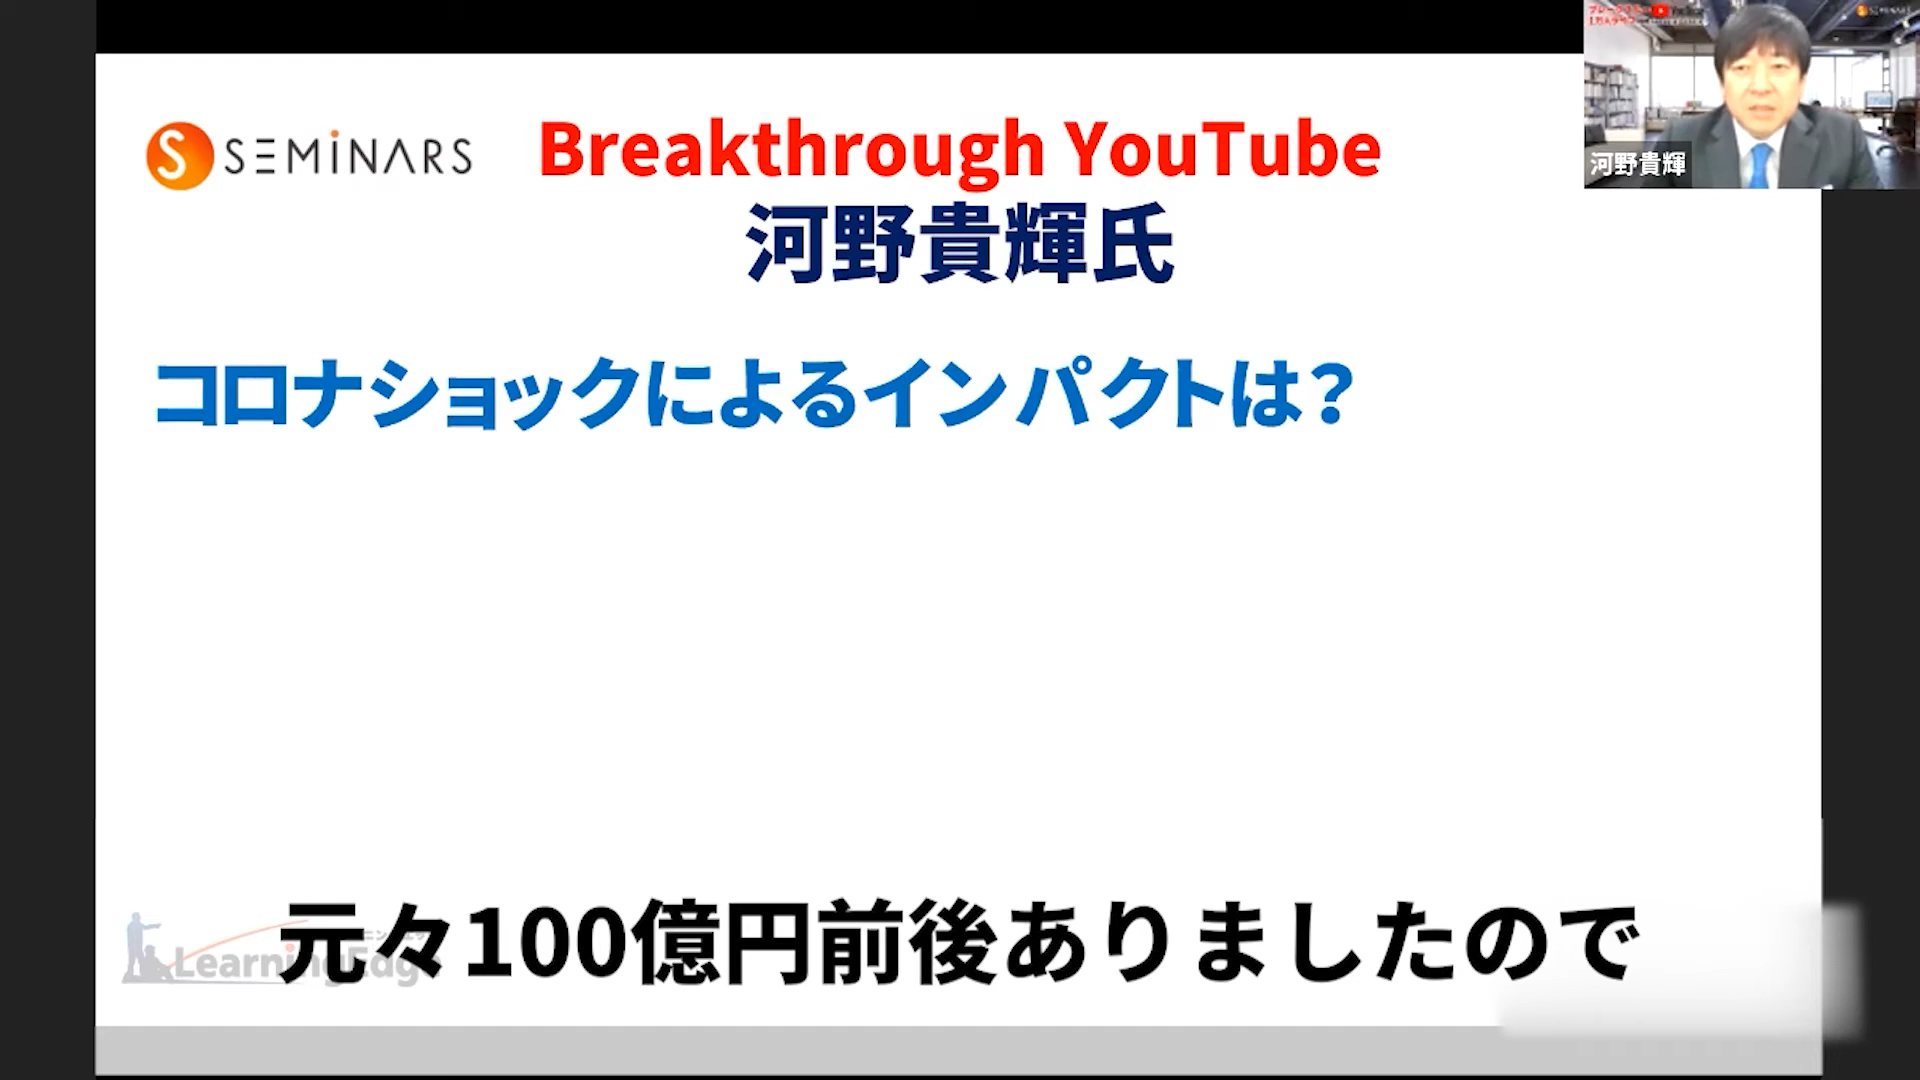 SEMINARS
Breakthrough YouTube
河野貴輝氏
河野貴輝
コロナショックによるインパクトは?
元々100億円前後ありましたので
LearningEdge